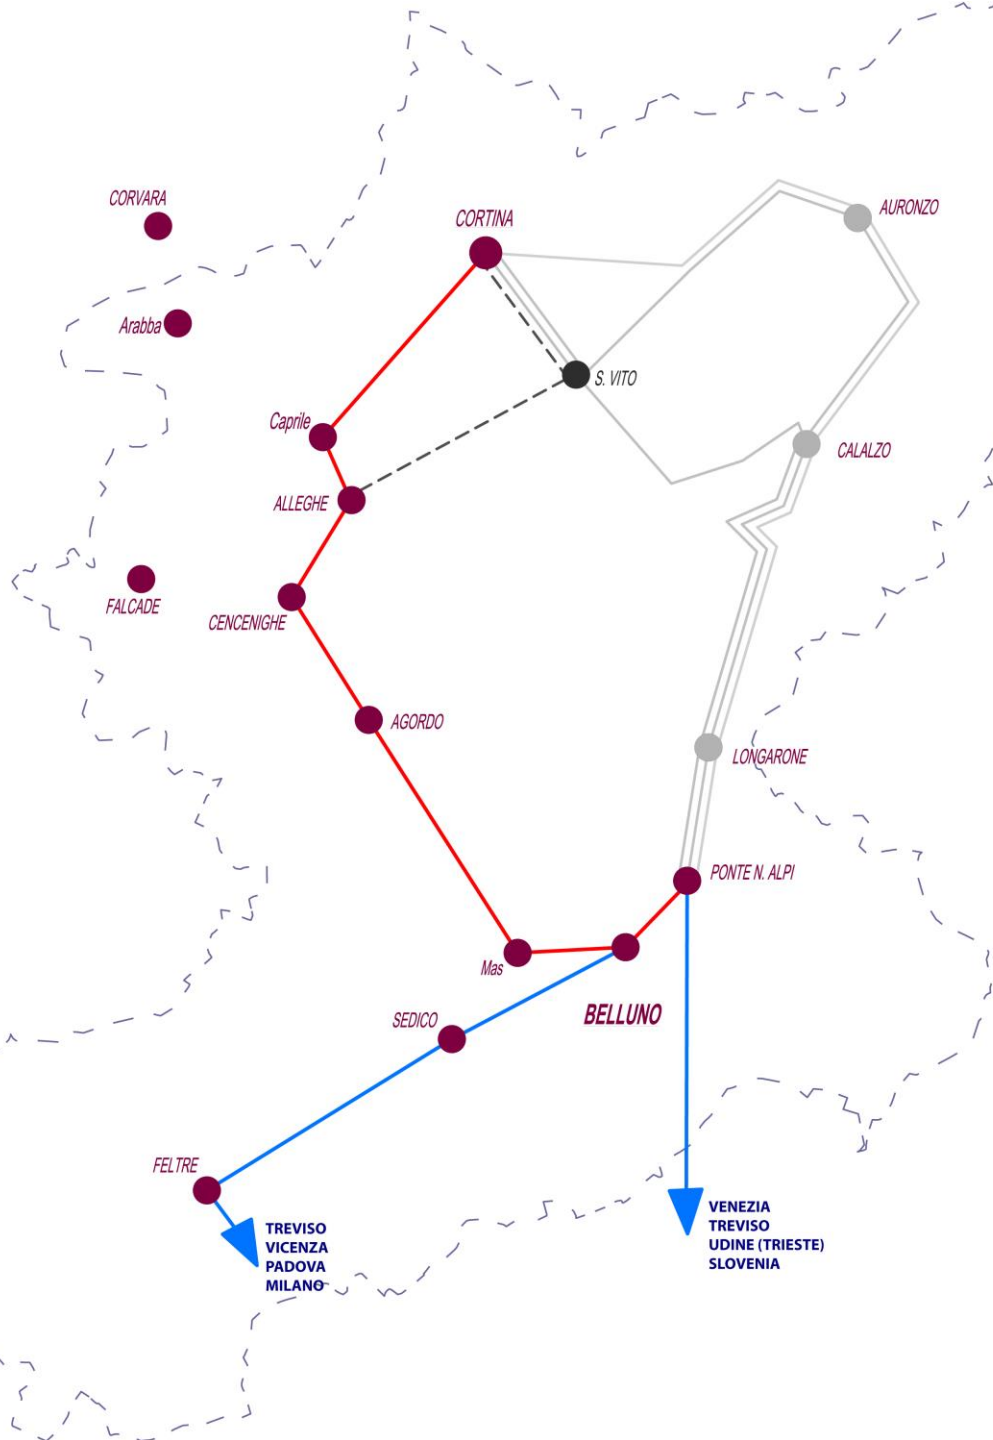 CORVARA
CORTINA
AURONZO
Arabba
S. VITO
Caprile
CALALZO
ALLEGHE
FALCADE
CENCENIGHE
AGORDO
LONGARONE
PONTE N. ALPI
Mas
BELLUNO
SEDICO
FELTRE
TREVISO
VICENZA
PADOVA
MILANO
VENEZIA
TREVISO
UDINE (TRIESTE)
SLOVENIA